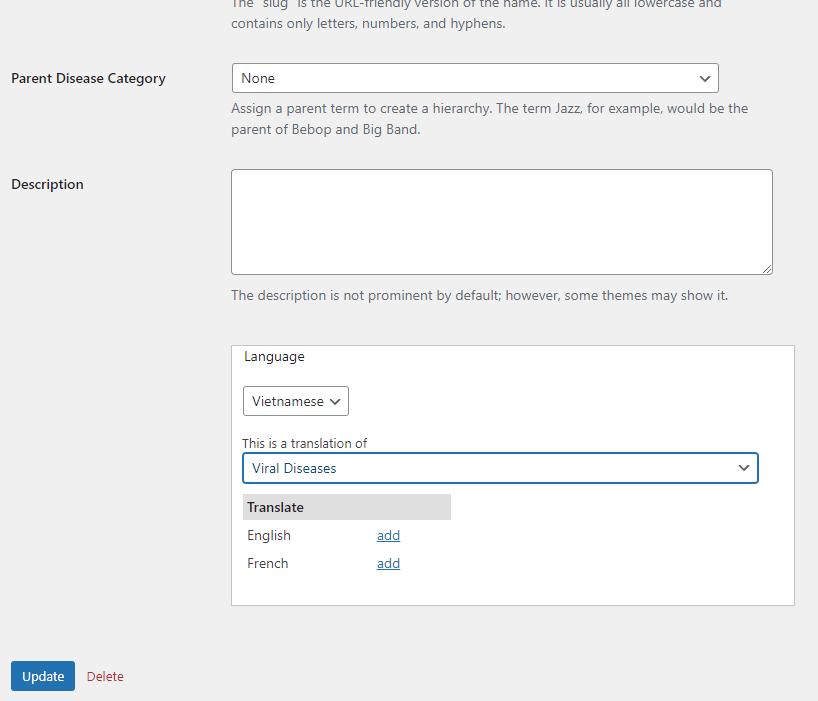 The "slug" is the URL-friendly version of the name. It is usually all lowercase and
contains only letters, numbers, and hyphens.
Parent Disease Category
None
Assign a parent term to create a hierarchy. The term Jazz, for example, would be the
parent of Bebop and Big Band.
Description
The description is not prominent by default; however, some themes may show it.
Language
Vietnamese
This is a translation of
Viral Diseases
Translate
English add
French add
Update Delete